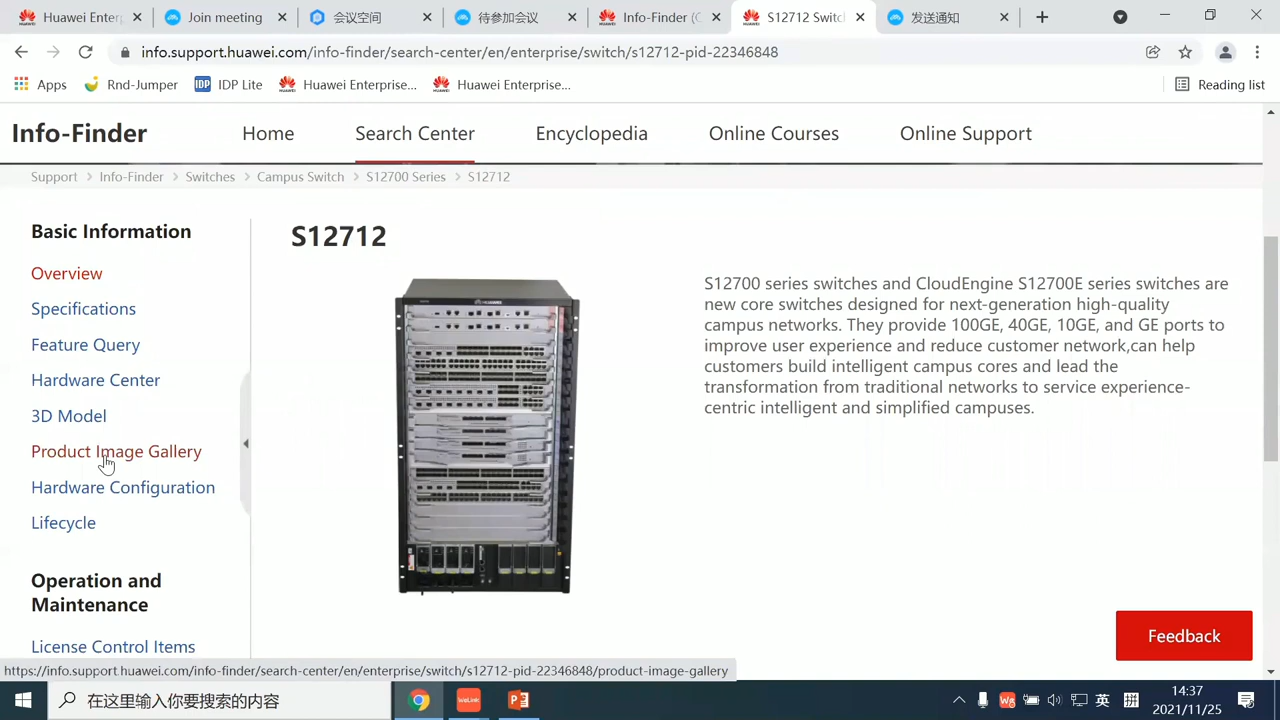 Huawei Enter
Join meeting
会议空间
待参加会议
Info-Finder (C
S12712 Switc
发送通知
info.support.huawei.com/info-finder/search-center/en/enterprise/switch/s12712-pid-22346848
Apps
Rnd-Jumper
IDP
IDP Lite
Huawei Enterprise...
Huawei Enterprise...
Reading list
Info-Finder
Home
Search Center
Encyclopedia
Online Courses
Online Support
Support > Info-Finder > Switches > Campus Switch > S12700 Series > S12712
Basic Information
Overview
Specifications
Feature Query
Hardware Center
3D Model
Product Image Gallery
Hardware Configuration
Lifecycle
Operation and
Maintenance
License Control Items
S12712
HUAWEI
S12700 series switches and CloudEngine S12700E series switches are
new core switches designed for next-generation high-quality
campus networks. They provide 100GE, 40GE, 10GE, and GE ports to
improve user experience and reduce customer network,can help
customers build intelligent campus cores and lead the
transformation from traditional networks to service experience-
centric intelligent and simplified campuses.
Feedback
https://info.support.huawei.com/info-finder/search-center/en/enterprise/switch/s12712-pid-22346848/product-image-gallery
在这里输入你要搜索的内容
英
拼
14:37
2021/11/25